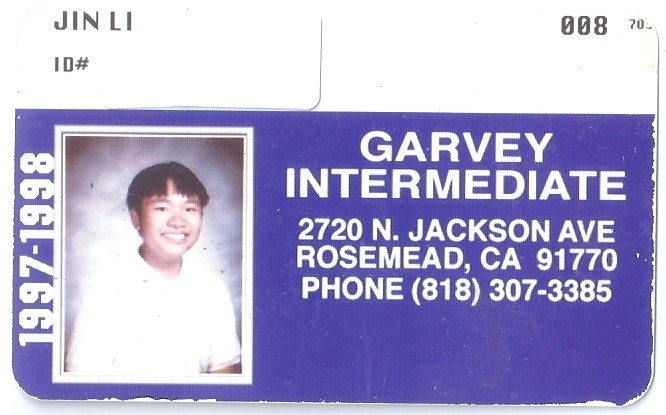 JIN LI
008
ID#
1997-1998
GARVEY
INTERMEDIATE
2720 N. JACKSON AVE
ROSEMEAD, CA 91770
PHONE (818) 307-3385